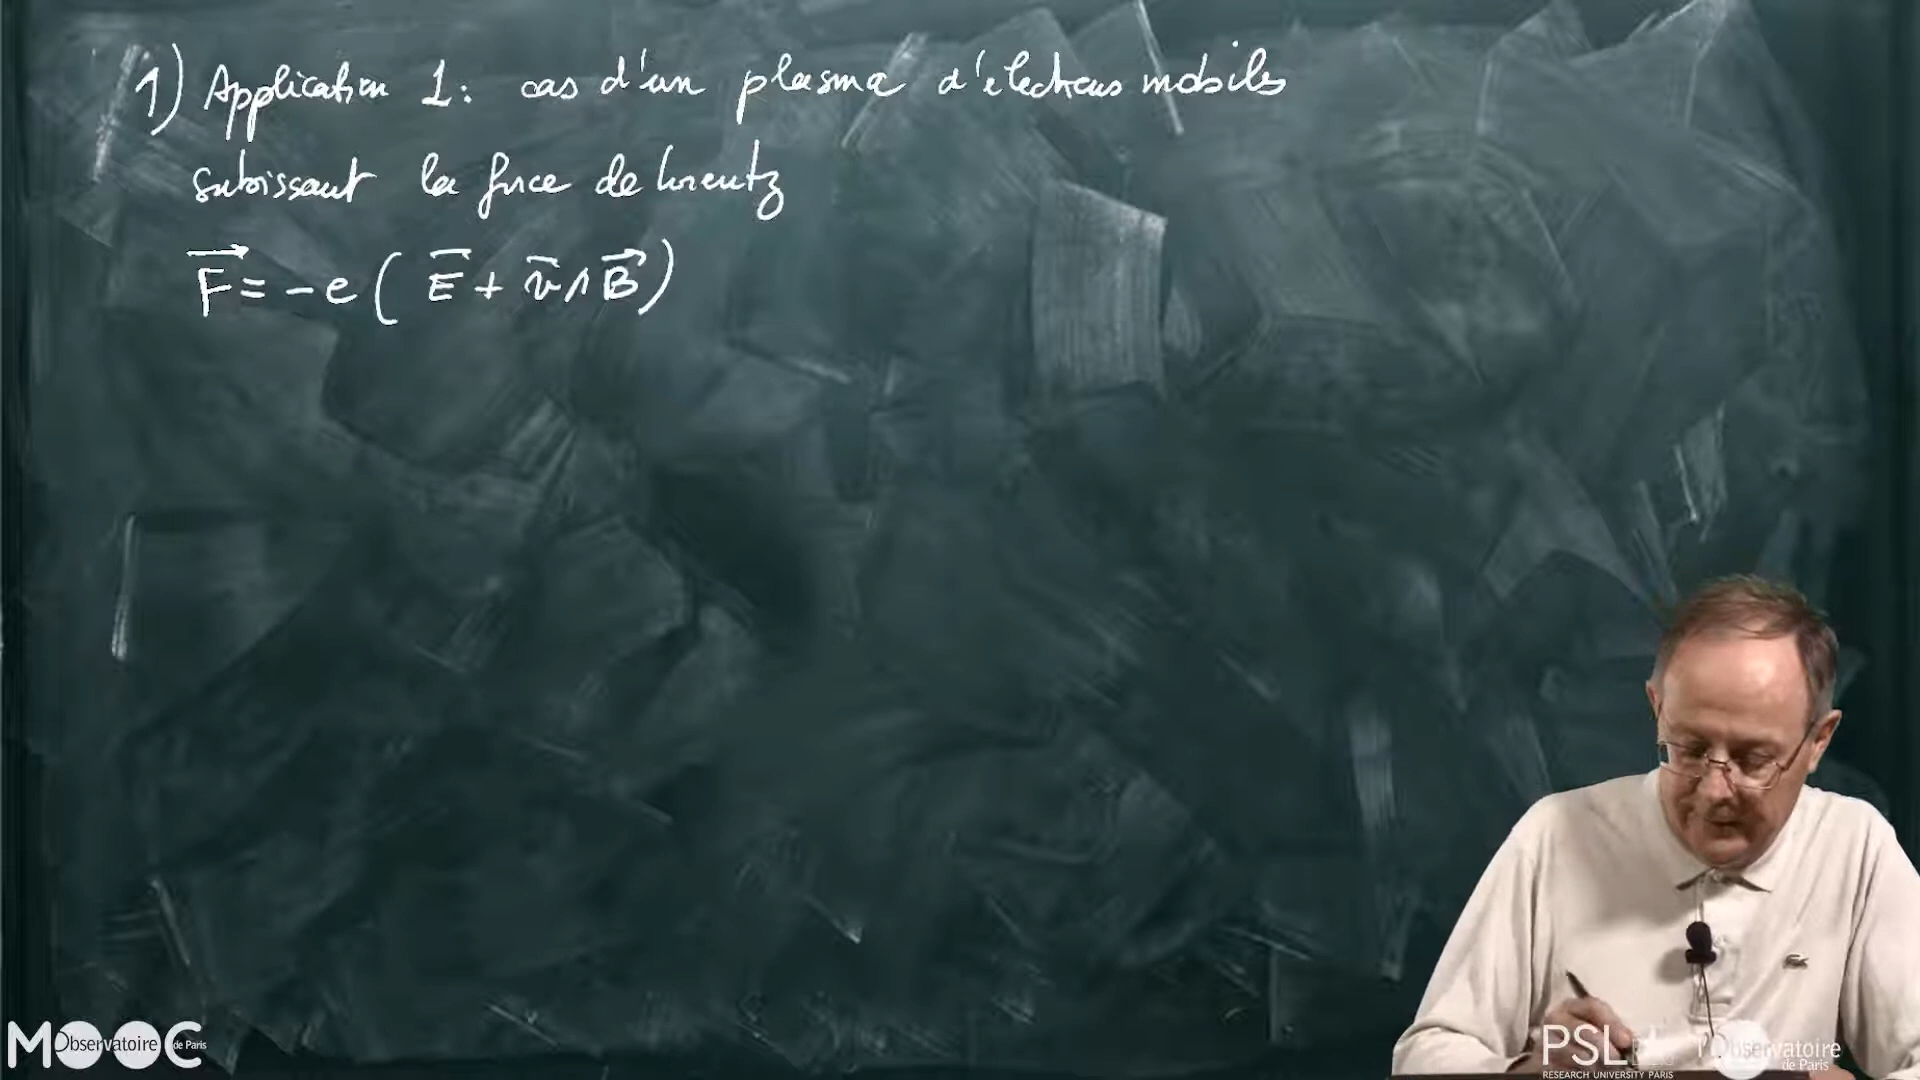 1) Application 1: cas d'un plasma d'électrons mobiles
subissant la force de Lorentz
F⃗ = -e ( E⃗ + v⃗ ∧ B⃗ )
MOOC Observatoire de Paris
PSL
RESEARCH UNIVERSITY PARIS
l'Observatoire
de Paris